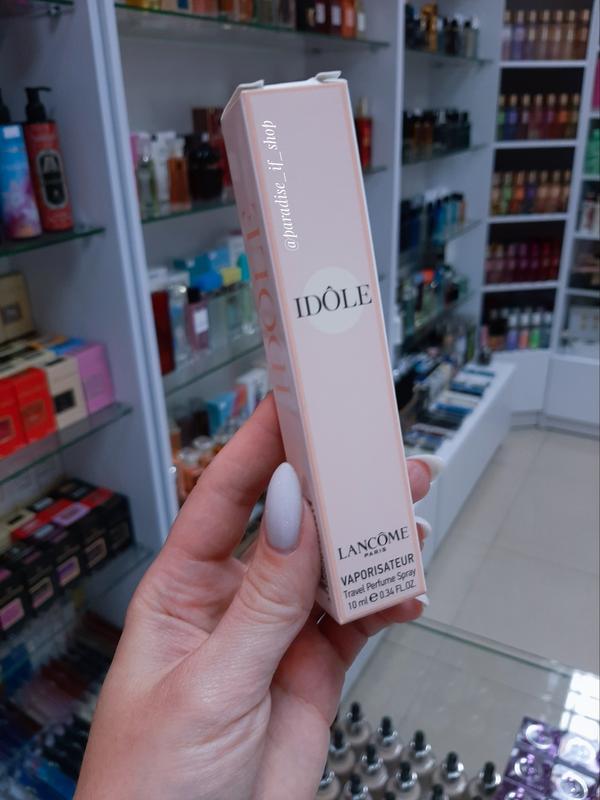 @paradise_if_shop
IDÔLE
LANCÔME
PARIS
VAPORISATEUR
Travel Perfume Spray
10 ml e 0.34 FL.OZ.